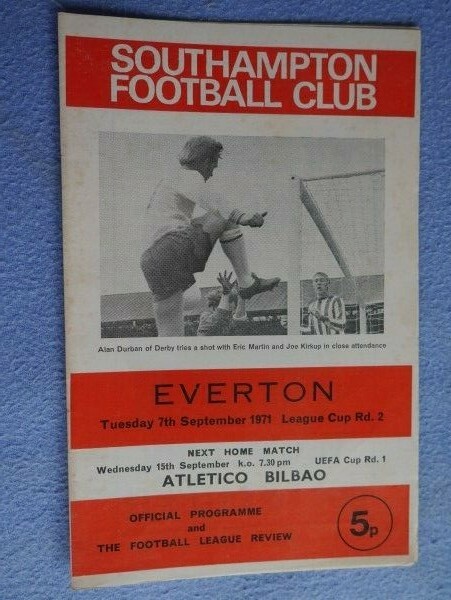 SOUTHAMPTON
FOOTBALL CLUB
Alan Durban of Derby tries a shot with Eric Martin and Joe Kirkup in close attendance
EVERTON
Tuesday 7th September 1971 League Cup Rd. 2
NEXT HOME MATCH
Wednesday 15th September k.o. 7.30 pm UEFA Cup Rd. 1
ATLETICO BILBAO
OFFICIAL PROGRAMME
and
THE FOOTBALL LEAGUE REVIEW
5p